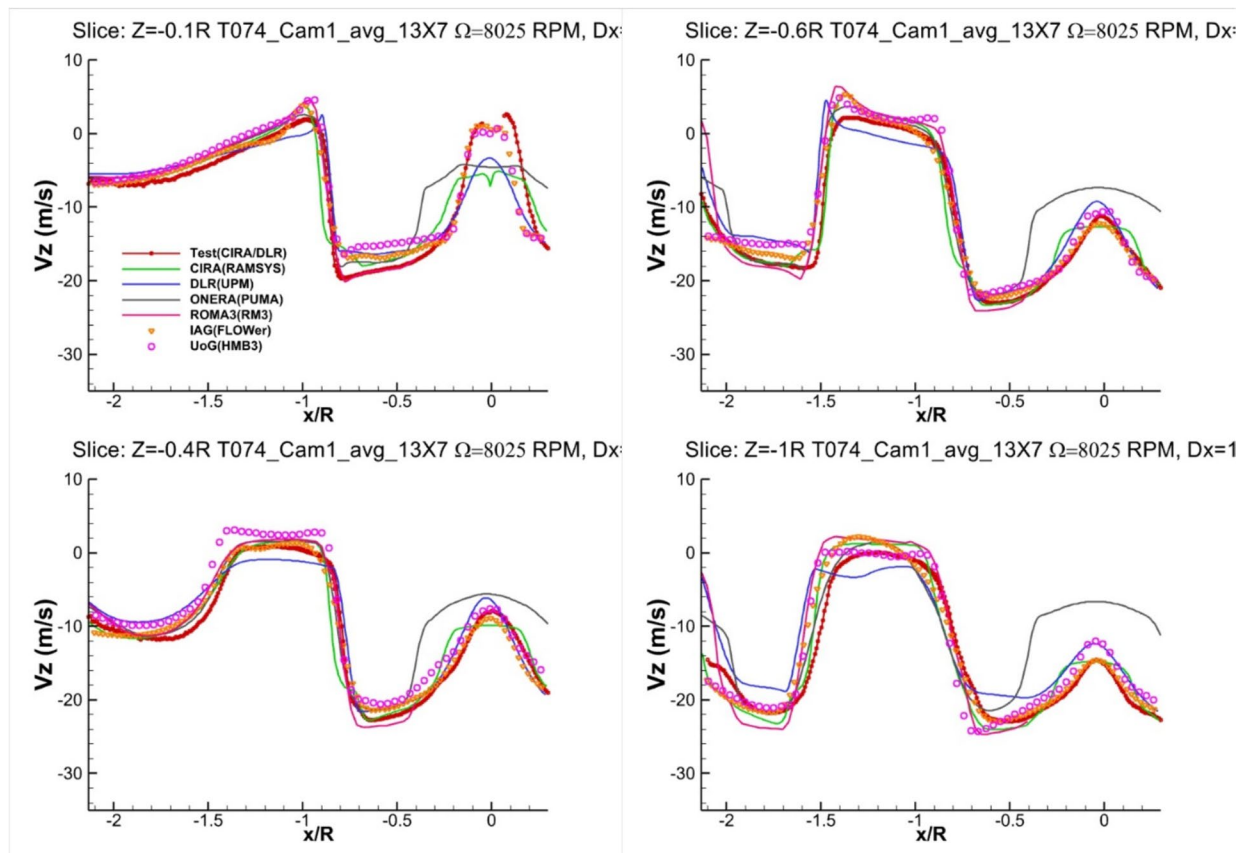 Slice: Z=-0.1R T074_Cam1_avg_13X7 Ω=8025 RPM, Dx=
10
0
-10
-20
-30
Vz (m/s)
Test(CIRA/DLR)
CIRA(RAMSYS)
DLR(UPM)
ONERA(PUMA)
ROMA3(RM3)
IAG(FLOWer)
UoG(HMB3)
-2 -1.5 -1 -0.5 0
x/R
Slice: Z=-0.6R T074_Cam1_avg_13X7 Ω=8025 RPM, Dx=
10
0
-10
-20
-30
Vz (m/s)
-2 -1.5 -1 -0.5 0
x/R
Slice: Z=-0.4R T074_Cam1_avg_13X7 Ω=8025 RPM, Dx=
10
0
-10
-20
-30
Vz (m/s)
-2 -1.5 -1 -0.5 0
x/R
Slice: Z=-1R T074_Cam1_avg_13X7 Ω=8025 RPM, Dx=1
10
0
-10
-20
-30
Vz (m/s)
-2 -1.5 -1 -0.5 0
x/R